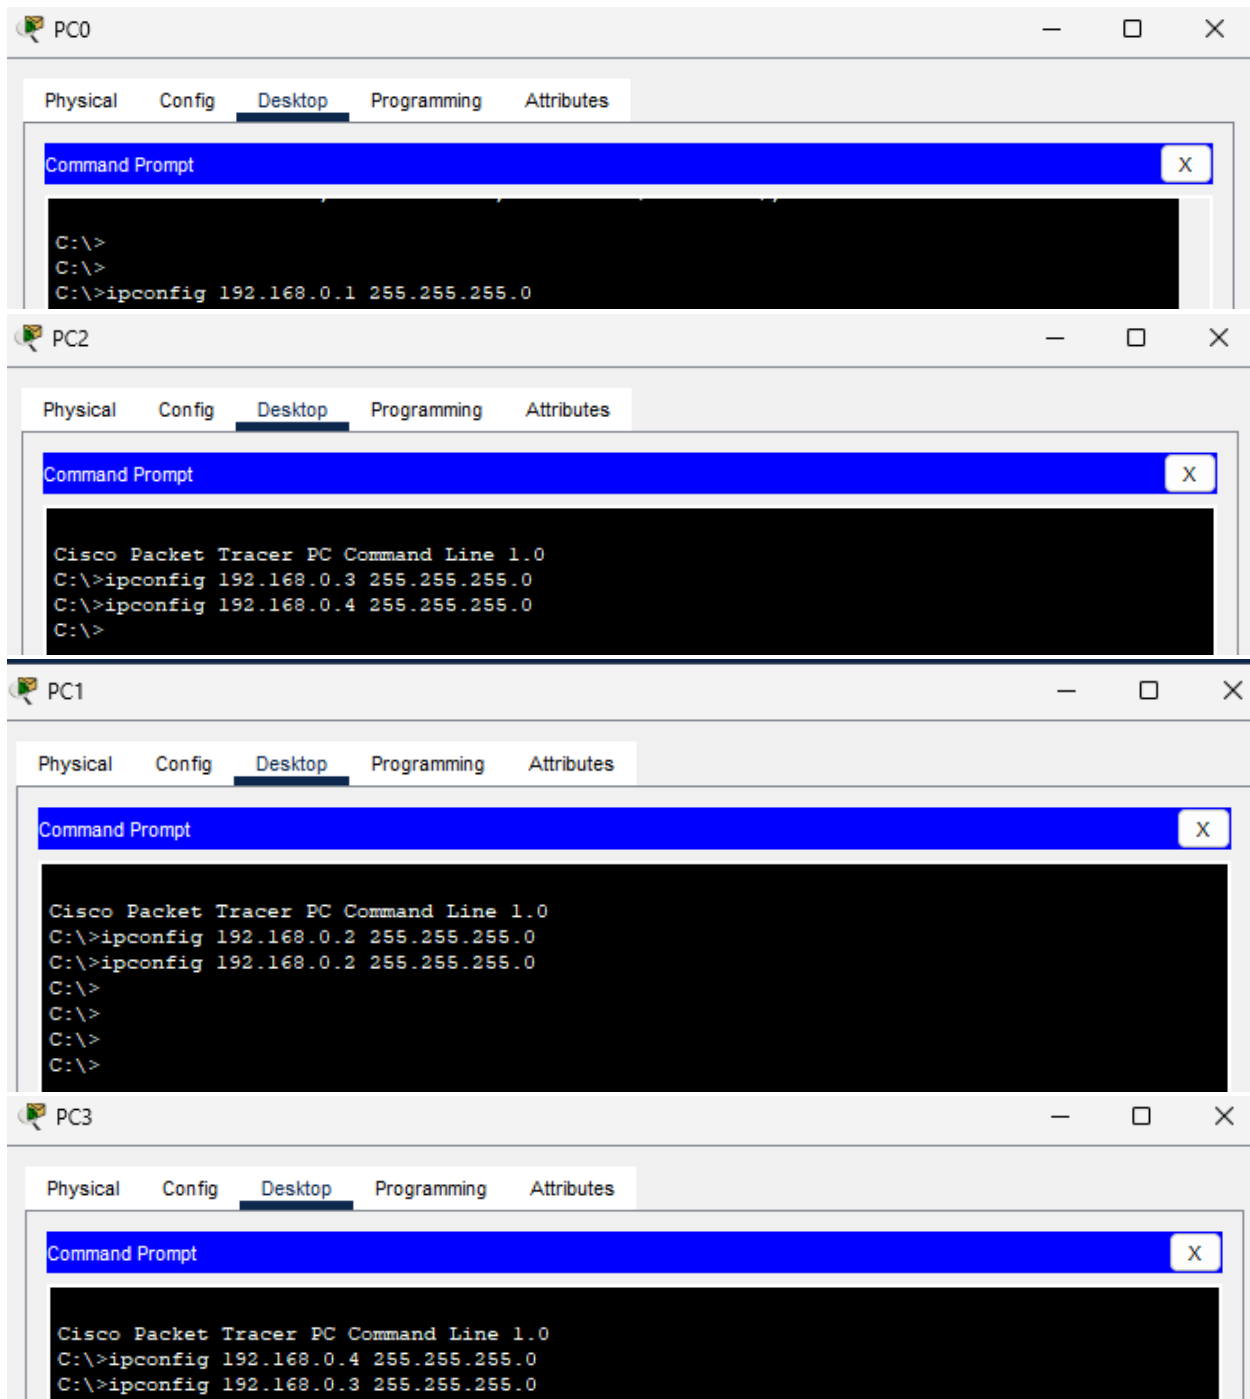 PC0
Physical Config Desktop Programming Attributes
Command Prompt
X
C:\>
C:\>
C:\>ipconfig 192.168.0.1 255.255.255.0
PC2
Physical Config Desktop Programming Attributes
Command Prompt
X
Cisco Packet Tracer PC Command Line 1.0
C:\>ipconfig 192.168.0.3 255.255.255.0
C:\>ipconfig 192.168.0.4 255.255.255.0
C:\>
PC1
Physical Config Desktop Programming Attributes
Command Prompt
X
Cisco Packet Tracer PC Command Line 1.0
C:\>ipconfig 192.168.0.2 255.255.255.0
C:\>ipconfig 192.168.0.2 255.255.255.0
C:\>
C:\>
C:\>
C:\>
PC3
Physical Config Desktop Programming Attributes
Command Prompt
X
Cisco Packet Tracer PC Command Line 1.0
C:\>ipconfig 192.168.0.4 255.255.255.0
C:\>ipconfig 192.168.0.3 255.255.255.0